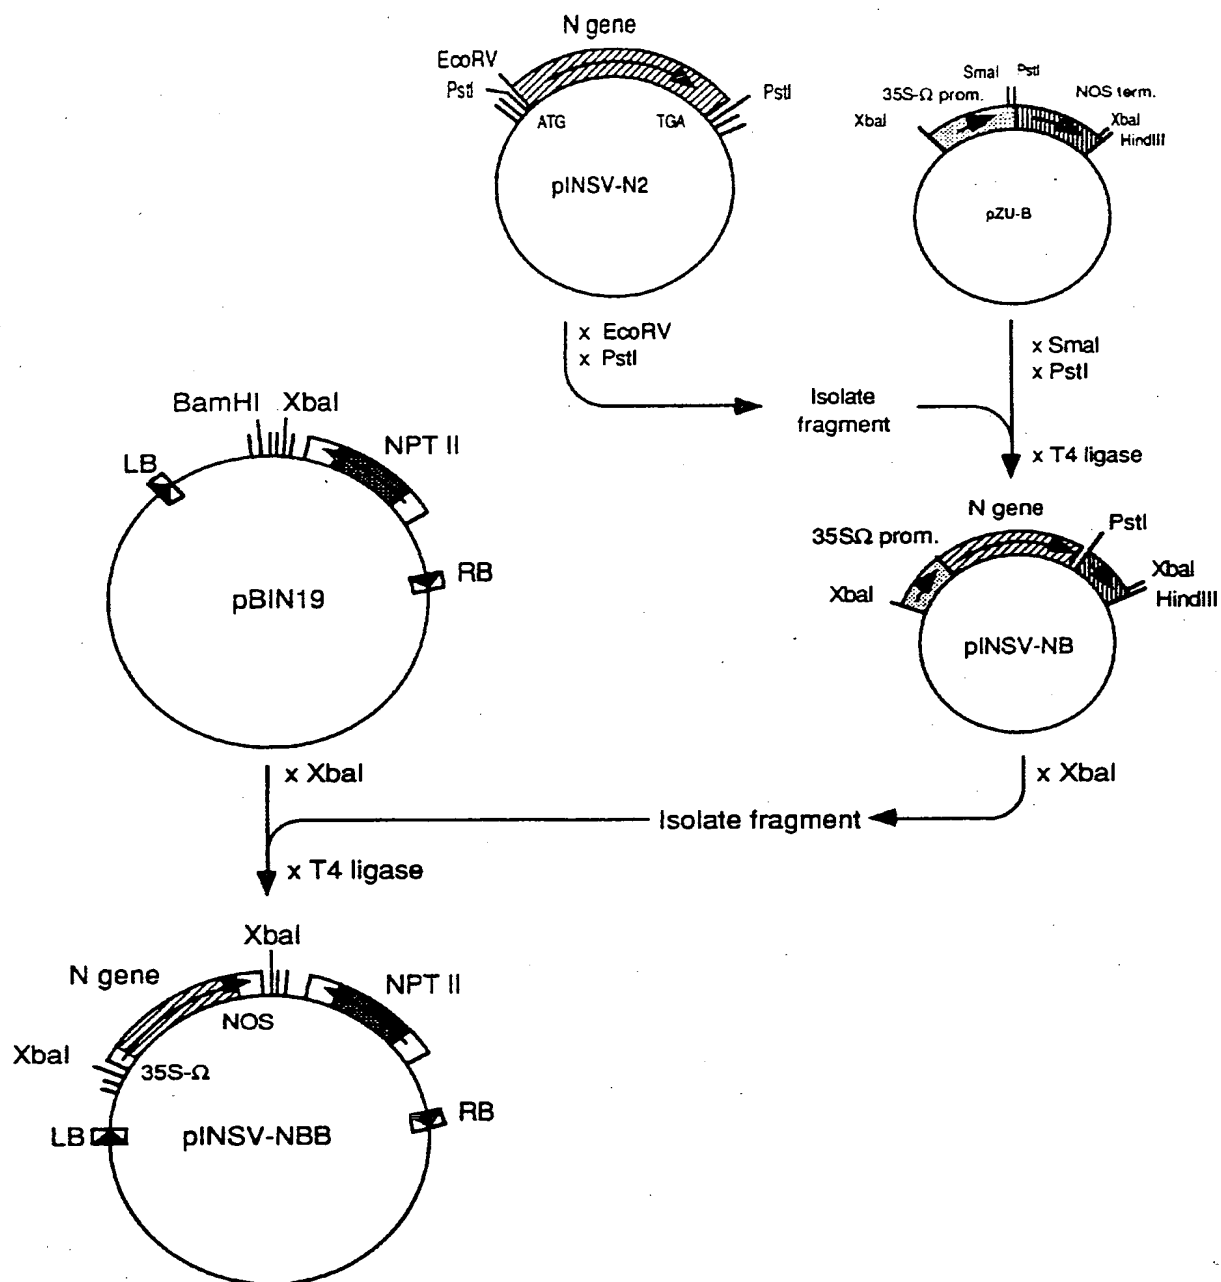 N gene
EcoRV
PstI
PstI
ATG
TGA
pINSV-N2
SmaI
PstI
35S-Ω prom.
NOS term.
XbaI
XbaI
HindIII
pZU-B
x EcoRV
x PstI
x SmaI
x PstI
Isolate
fragment
x T4 ligase
BamHI
XbaI
NPT II
LB
RB
pBIN19
N gene
PstI
35SΩ prom.
XbaI
XbaI
HindIII
pINSV-NB
x XbaI
x XbaI
Isolate fragment
x T4 ligase
XbaI
N gene
NPT II
NOS
XbaI
35S-Ω
LB
RB
pINSV-NBB